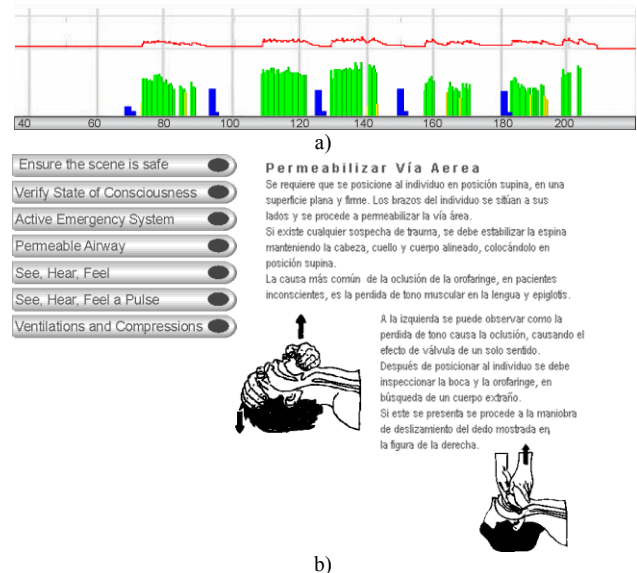 40 60 80 100 120 140 160 180 200
a)
Ensure the scene is safe
Verify State of Consciousness
Active Emergency System
Permeable Airway
See, Hear, Feel
See, Hear, Feel a Pulse
Ventilations and Compressions
Permeabilizar Vía Aerea
Se requiere que se posicione al individuo en posición supina, en una
superficie plana y firme. Los brazos del individuo se sitúan a sus
lados y se procede a permeabilizar la vía área.
Si existe cualquier sospecha de trauma, se debe estabilizar la espina
manteniendo la cabeza, cuello y cuerpo alineado, colocándolo en
posición supina.
La causa más común de la oclusión de la orofaringe, en pacientes
inconscientes, es la perdida de tono muscular en la lengua y epiglotis.
A la izquierda se puede observar como la
perdida de tono causa la oclusión, causando el
efecto de válvula de un solo sentido.
Después de posicionar al individuo se debe
inspeccionar la boca y la orofaringe, en
búsqueda de un cuerpo extraño.
Si este se presenta se procede a la maniobra
de deslizamiento del dedo mostrada en
la figura de la derecha.
b)